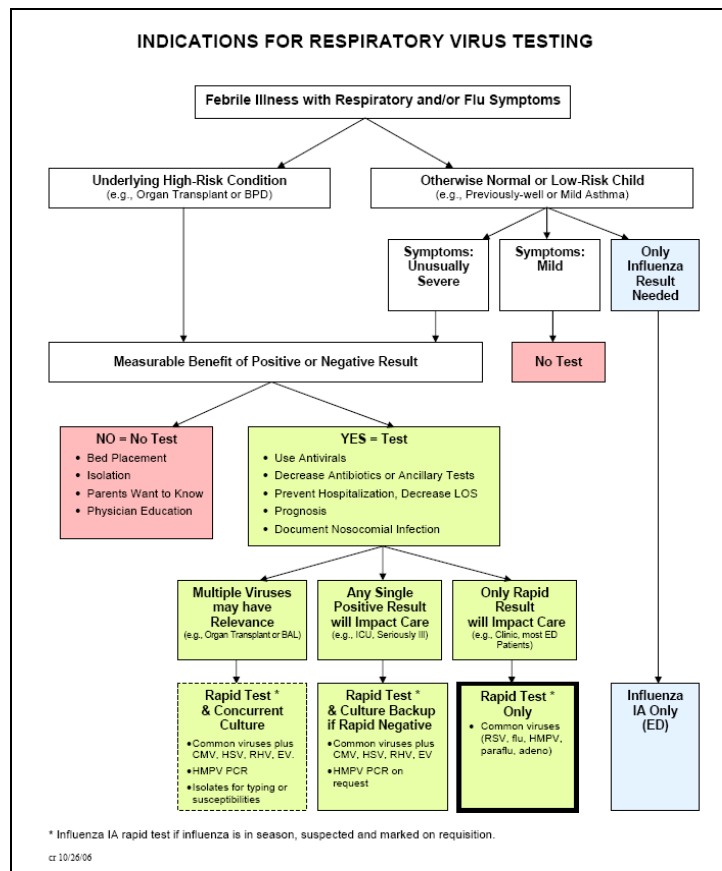 INDICATIONS FOR RESPIRATORY VIRUS TESTING
Febrile Illness with Respiratory and/or Flu Symptoms
Underlying High-Risk Condition
(e.g., Organ Transplant or BPD)
Otherwise Normal or Low-Risk Child
(e.g., Previously-well or Mild Asthma)
Symptoms:
Unusually
Severe
Symptoms:
Mild
Only
Influenza
Result
Needed
Measurable Benefit of Positive or Negative Result
No Test
NO = No Test
• Bed Placement
• Isolation
• Parents Want to Know
• Physician Education
YES = Test
• Use Antivirals
• Decrease Antibiotics or Ancillary Tests
• Prevent Hospitalization, Decrease LOS
• Prognosis
• Document Nosocomial Infection
Multiple Viruses
may have
Relevance
(e.g., Organ Transplant or BAL)
Any Single
Positive Result
will Impact Care
(e.g., ICU, Seriously Ill)
Only Rapid
Result
will Impact Care
(e.g., Clinic, most ED
Patients)
Rapid Test *
& Concurrent
Culture
•Common viruses plus
CMV, HSV, RHV, EV.
•HMPV PCR
•Isolates for typing or
susceptibilities
Rapid Test *
& Culture Backup
if Rapid Negative
•Common viruses plus
CMV, HSV, RHV, EV
•HMPV PCR on
request
Rapid Test *
Only
• Common viruses
(RSV, flu, HMPV,
paraflu, adeno)
Influenza
IA Only
(ED)
* Influenza IA rapid test if influenza is in season, suspected and marked on requisition.
cr 10/26/06